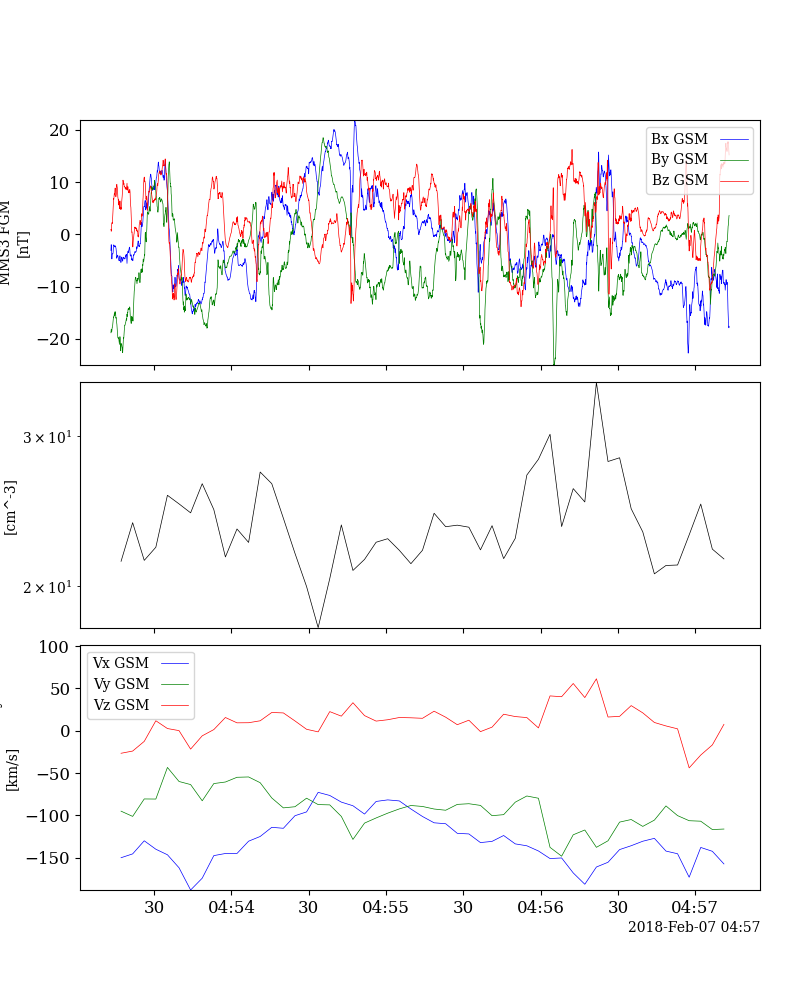 20
10
0
−10
−20
MMS3 FGM
[nT]
Bx GSM
By GSM
Bz GSM
3 × 10¹
2 × 10¹
[cm^-3]
100
50
0
−50
−100
−150
[km/s]
Vx GSM
Vy GSM
Vz GSM
30
04:54
30
04:55
30
04:56
30
04:57
2018-Feb-07 04:57